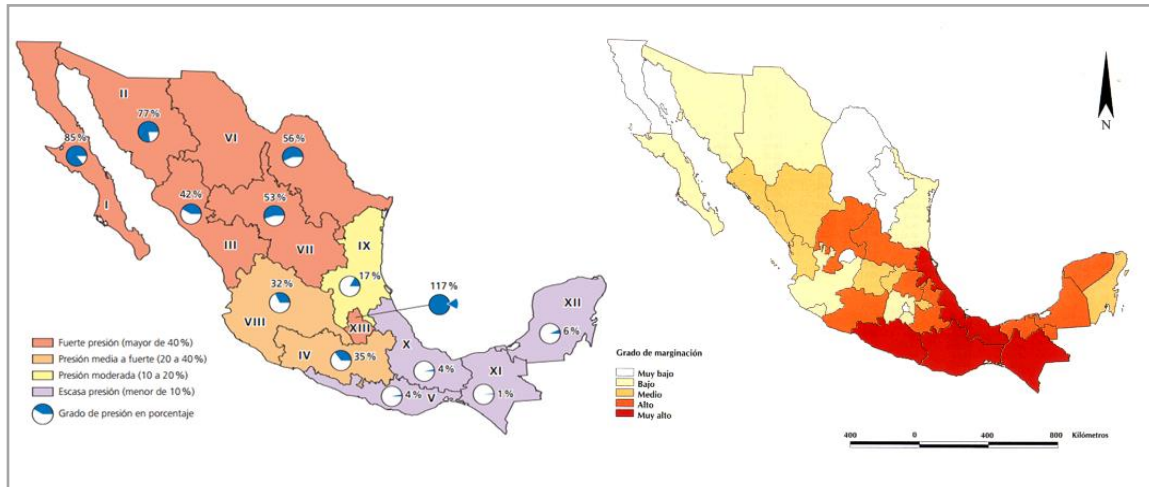 II
77 %
85 %
I
VI
56 %
42 %
III
53 %
VII
IX
17 %
117 %
XIII
32 %
VIII
IV
35 %
X
4 %
4 %
V
XII
6 %
XI
1 %
Fuerte presión (mayor de 40 %)
Presión media a fuerte (20 a 40 %)
Presión moderada (10 a 20 %)
Escasa presión (menor de 10 %)
Grado de presión en porcentaje
N
Grado de marginación
Muy bajo
Bajo
Medio
Alto
Muy alto
400 0 400 800 Kilómetros